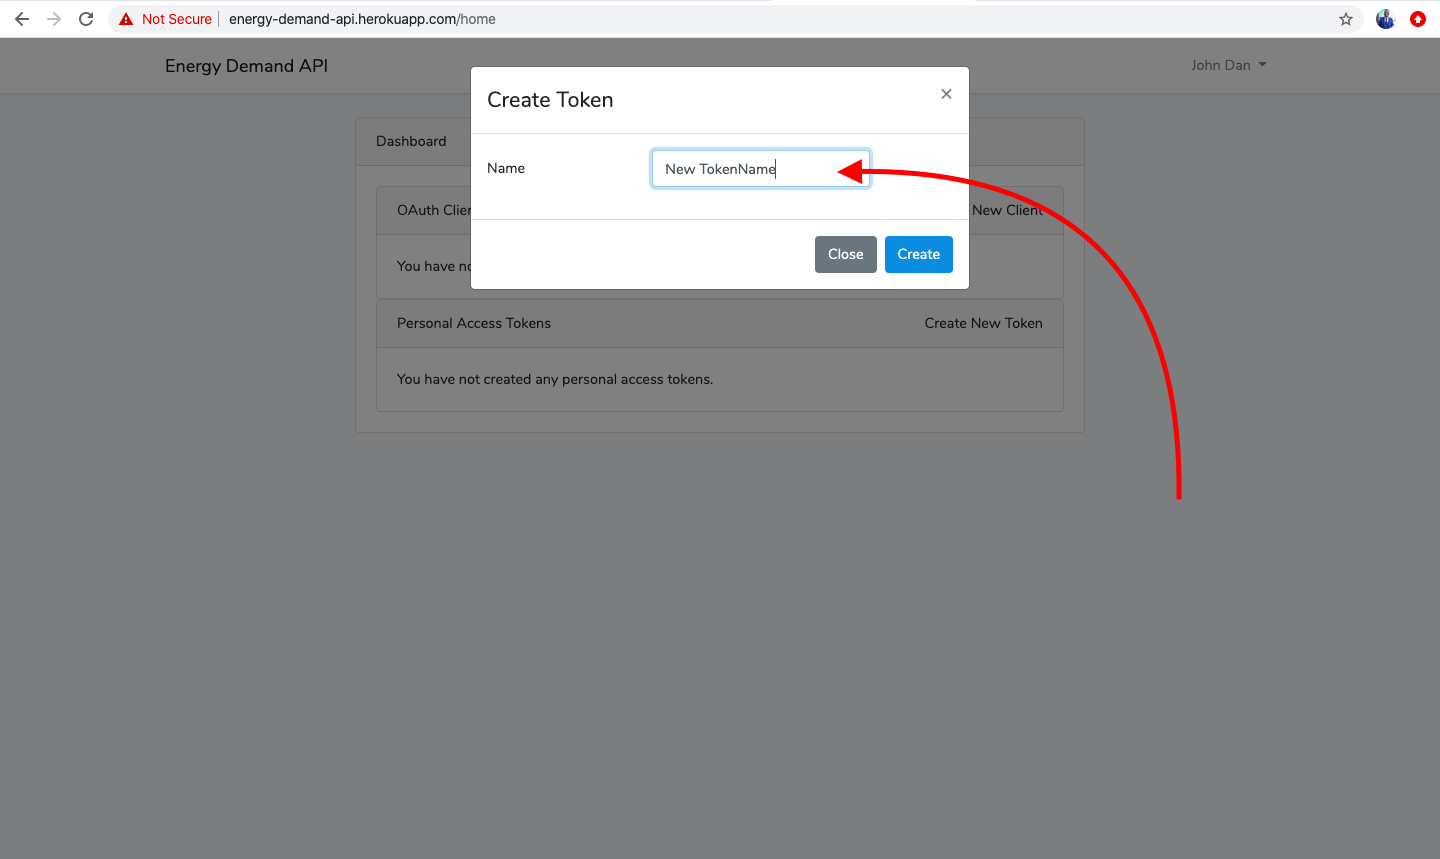 Not Secure energy-demand-api.herokuapp.com/home
Energy Demand API
John Dan
Create Token
×
Dashboard
Name
New TokenName
OAuth Clien
New Client
Close
Create
You have no
Personal Access Tokens
Create New Token
You have not created any personal access tokens.